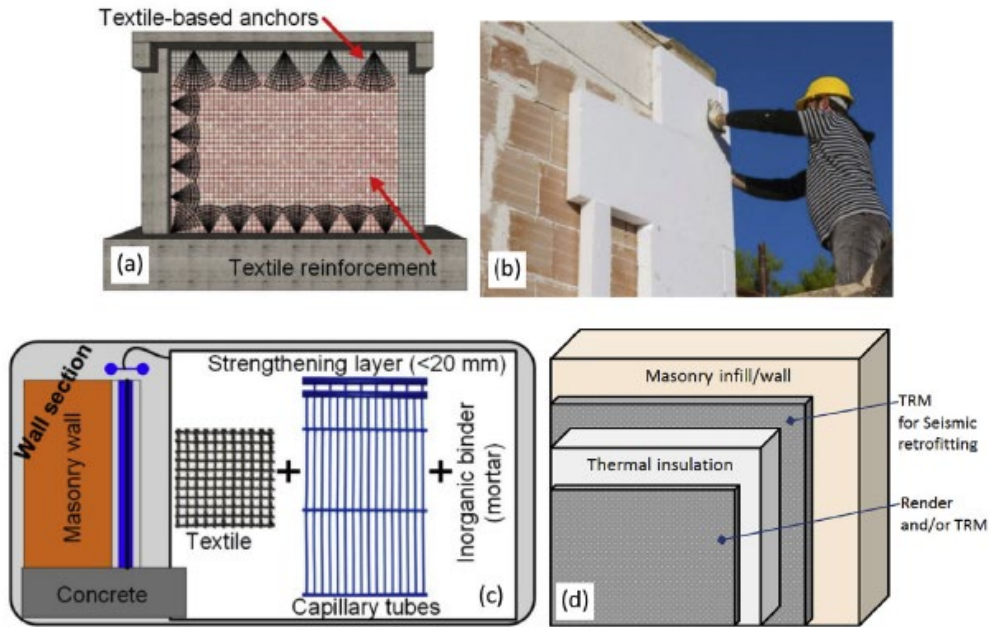 Textile-based anchors
(a)
Textile reinforcement
(b)
Wall section
Masonry wall
Concrete
Strengthening layer (<20 mm)
Textile
+
Capillary tubes
+
Inorganic binder
(mortar)
(c)
Masonry infill/wall
TRM
for Seismic
retrofitting
Thermal insulation
Render
and/or TRM
(d)